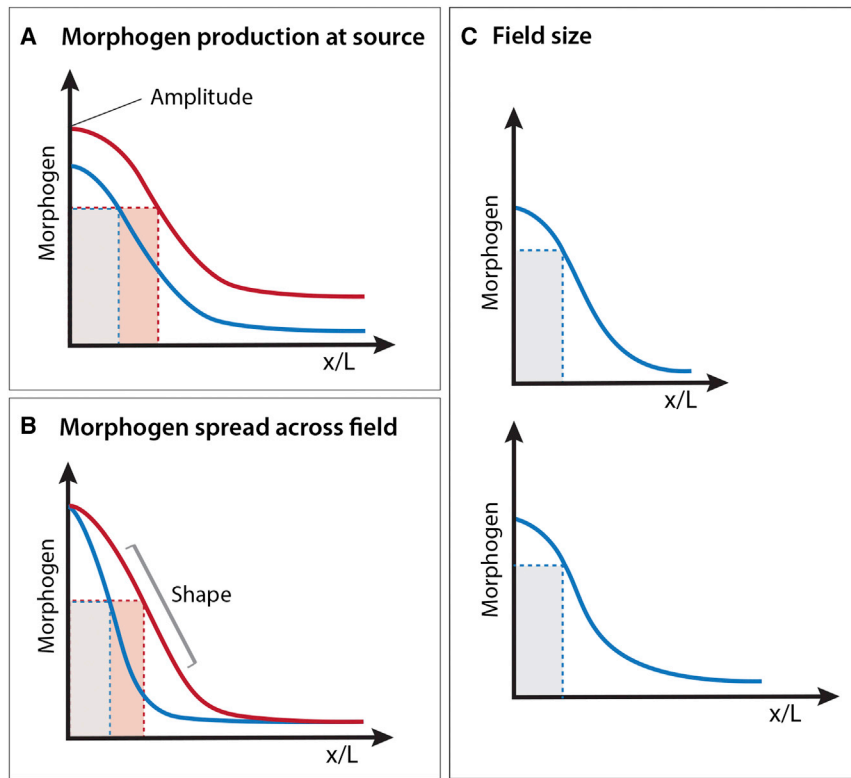 A Morphogen production at source
Amplitude
Morphogen
x/L
B Morphogen spread across field
Shape
Morphogen
x/L
C Field size
Morphogen
x/L
Morphogen
x/L